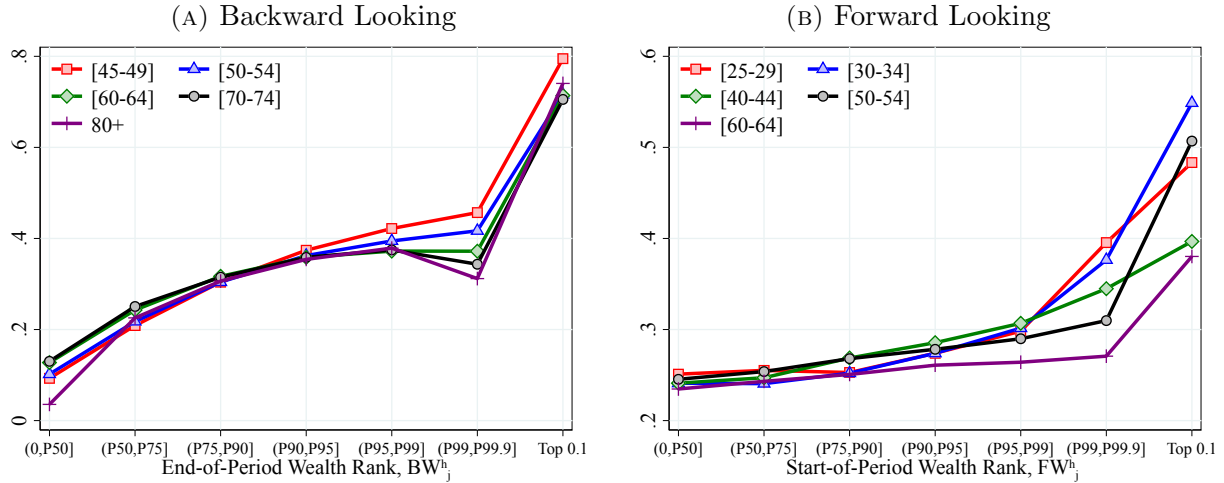 (A) Backward Looking
.8
.6
.4
.2
0
[45-49] [50-54]
[60-64] [70-74]
80+
(0,P50] (P50,P75] (P75,P90] (P90,P95] (P95,P99] (P99,P99.9] Top 0.1
End-of-Period Wealth Rank, BW^h_j
(B) Forward Looking
.6
.5
.4
.3
.2
[25-29] [30-34]
[40-44] [50-54]
[60-64]
(0,P50] (P50,P75] (P75,P90] (P90,P95] (P95,P99] (P99,P99.9] Top 0.1
Start-of-Period Wealth Rank, FW^h_j